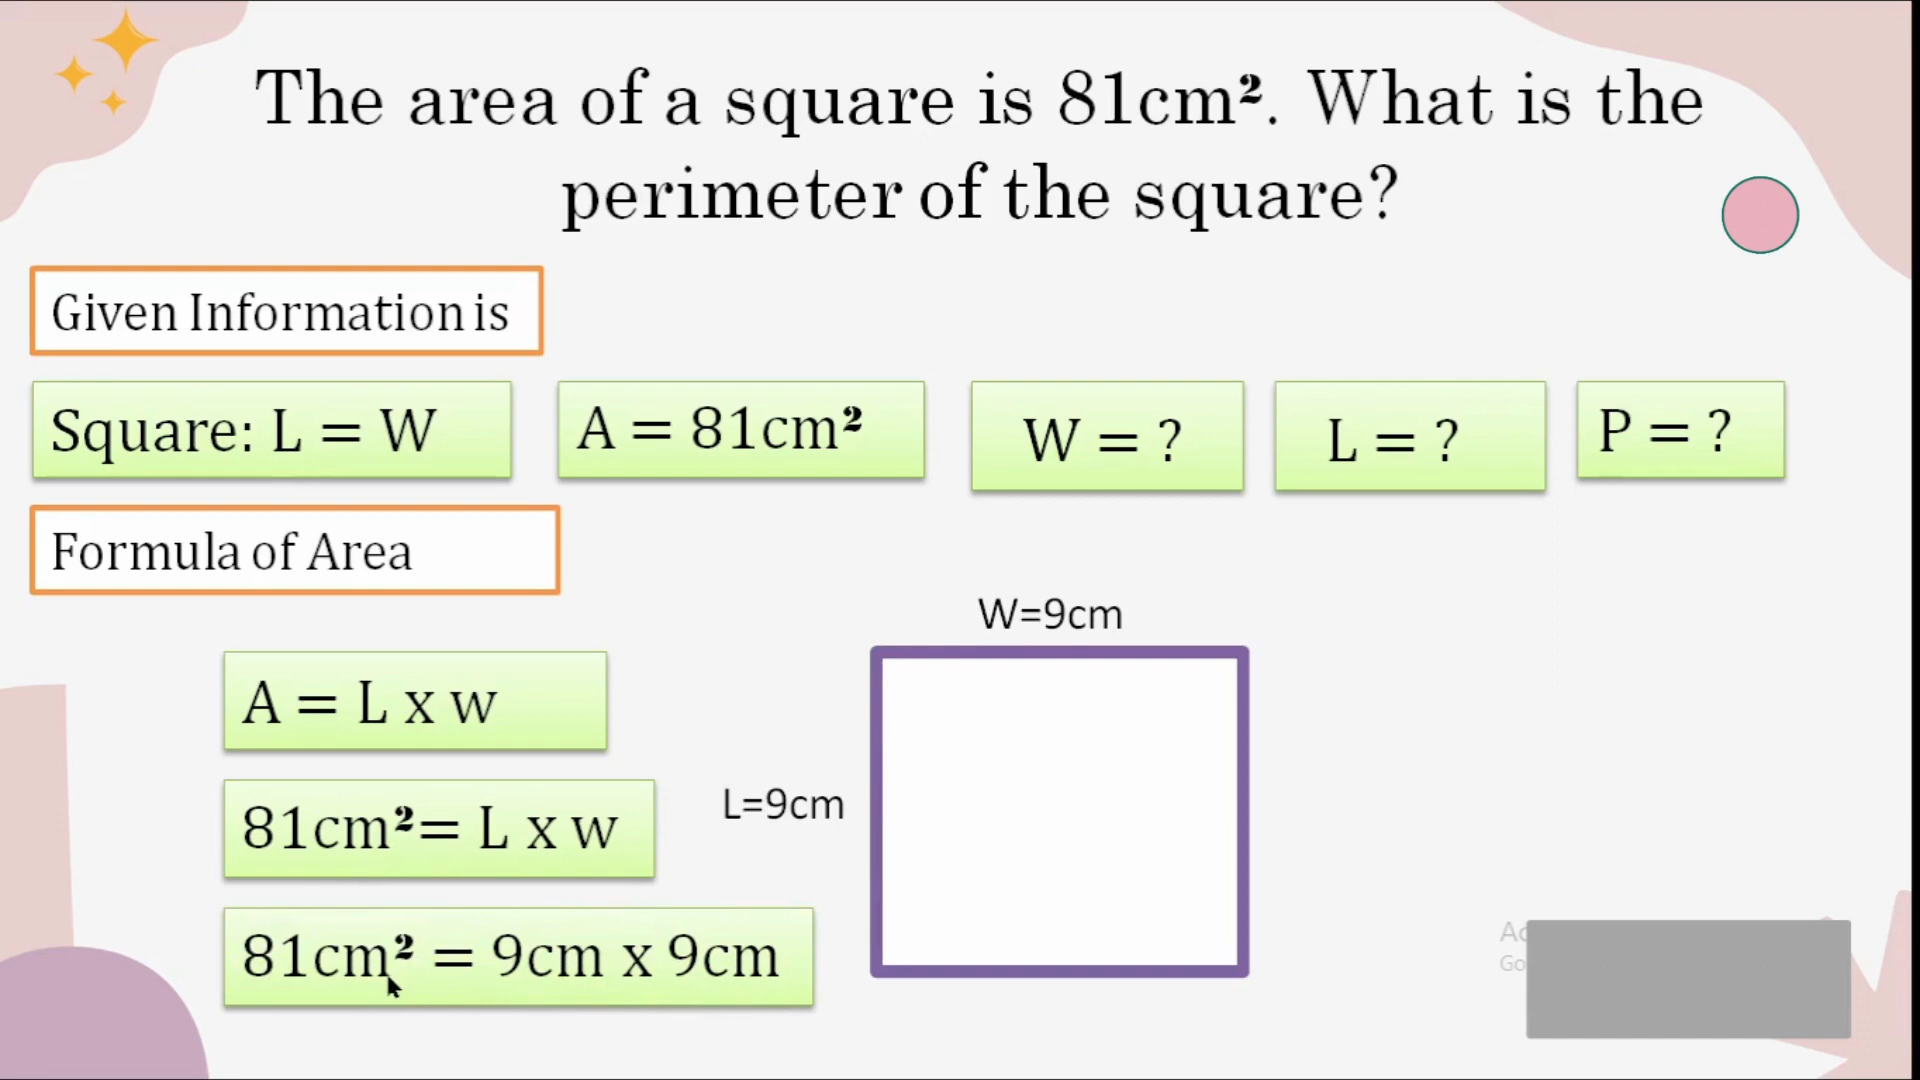 The area of a square is 81cm². What is the
perimeter of the square?
Given Information is
Square: L = W
A = 81cm²
W = ?
L = ?
P = ?
Formula of Area
W=9cm
A = L x w
L=9cm
81cm²= L x w
81cm² = 9cm x 9cm